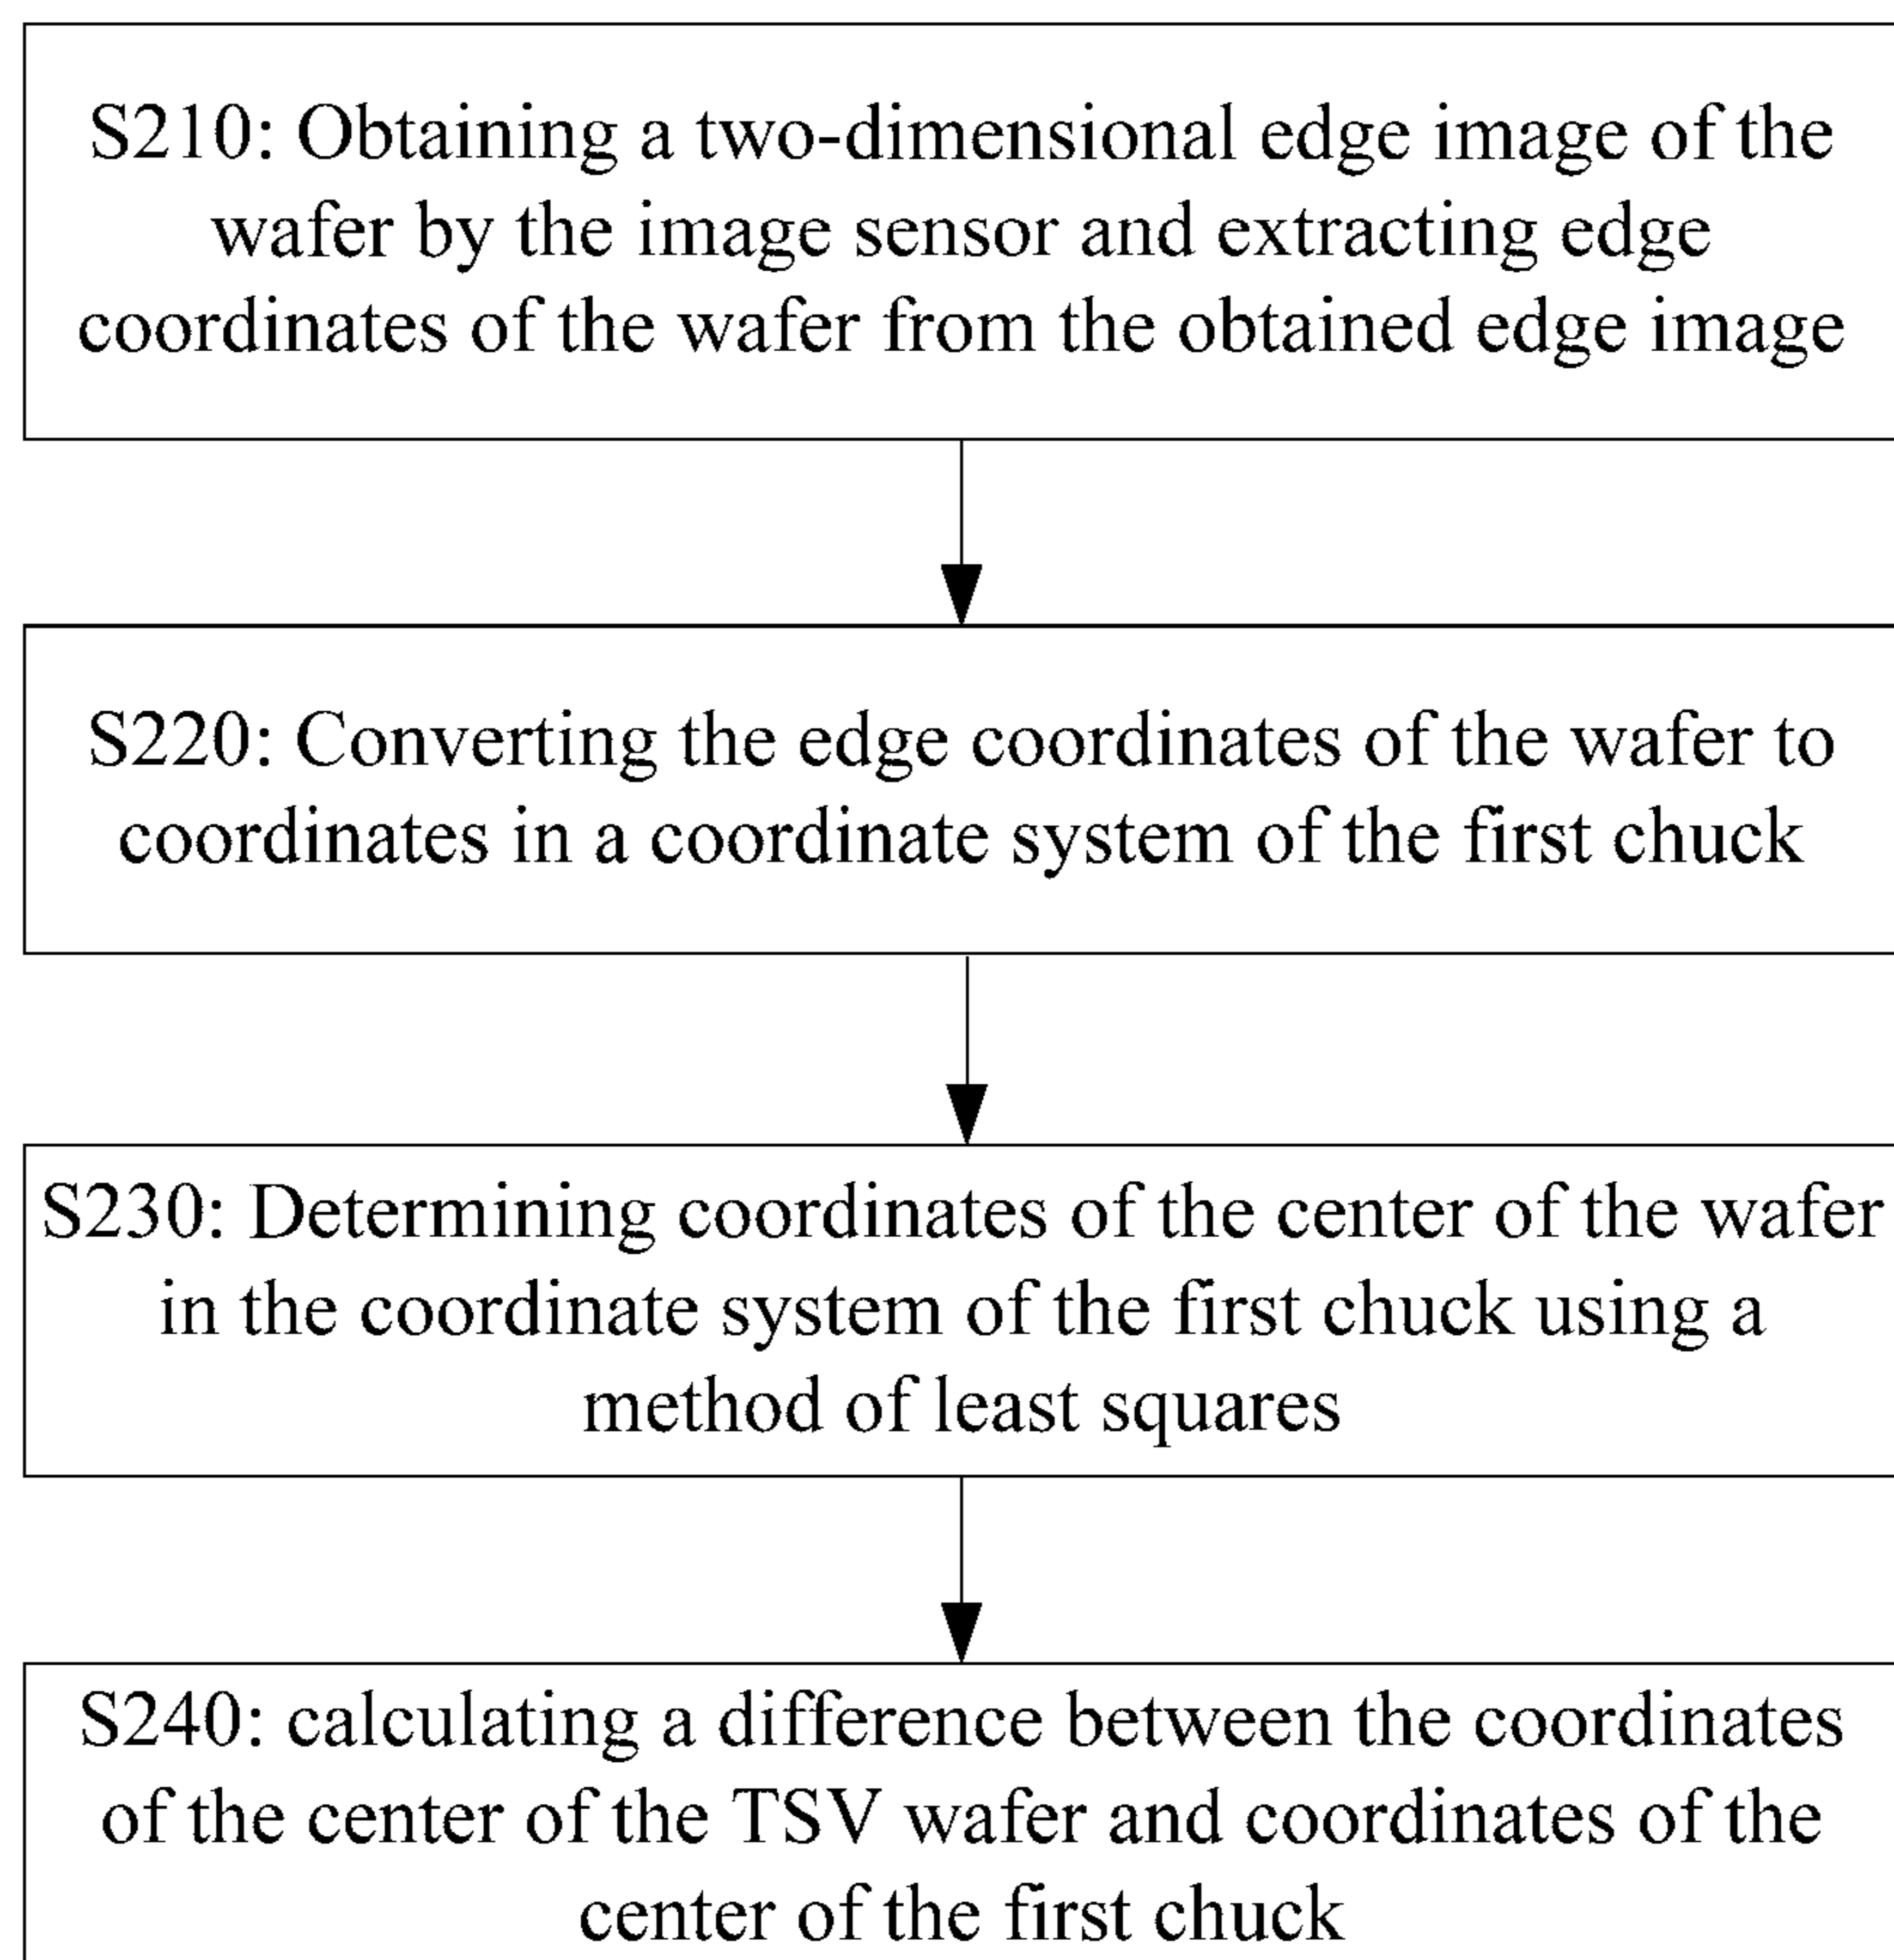 S210: Obtaining a two-dimensional edge image of the
wafer by the image sensor and extracting edge
coordinates of the wafer from the obtained edge image
S220: Converting the edge coordinates of the wafer to
coordinates in a coordinate system of the first chuck
S230: Determining coordinates of the center of the wafer
in the coordinate system of the first chuck using a
method of least squares
S240: calculating a difference between the coordinates
of the center of the TSV wafer and coordinates of the
center of the first chuck